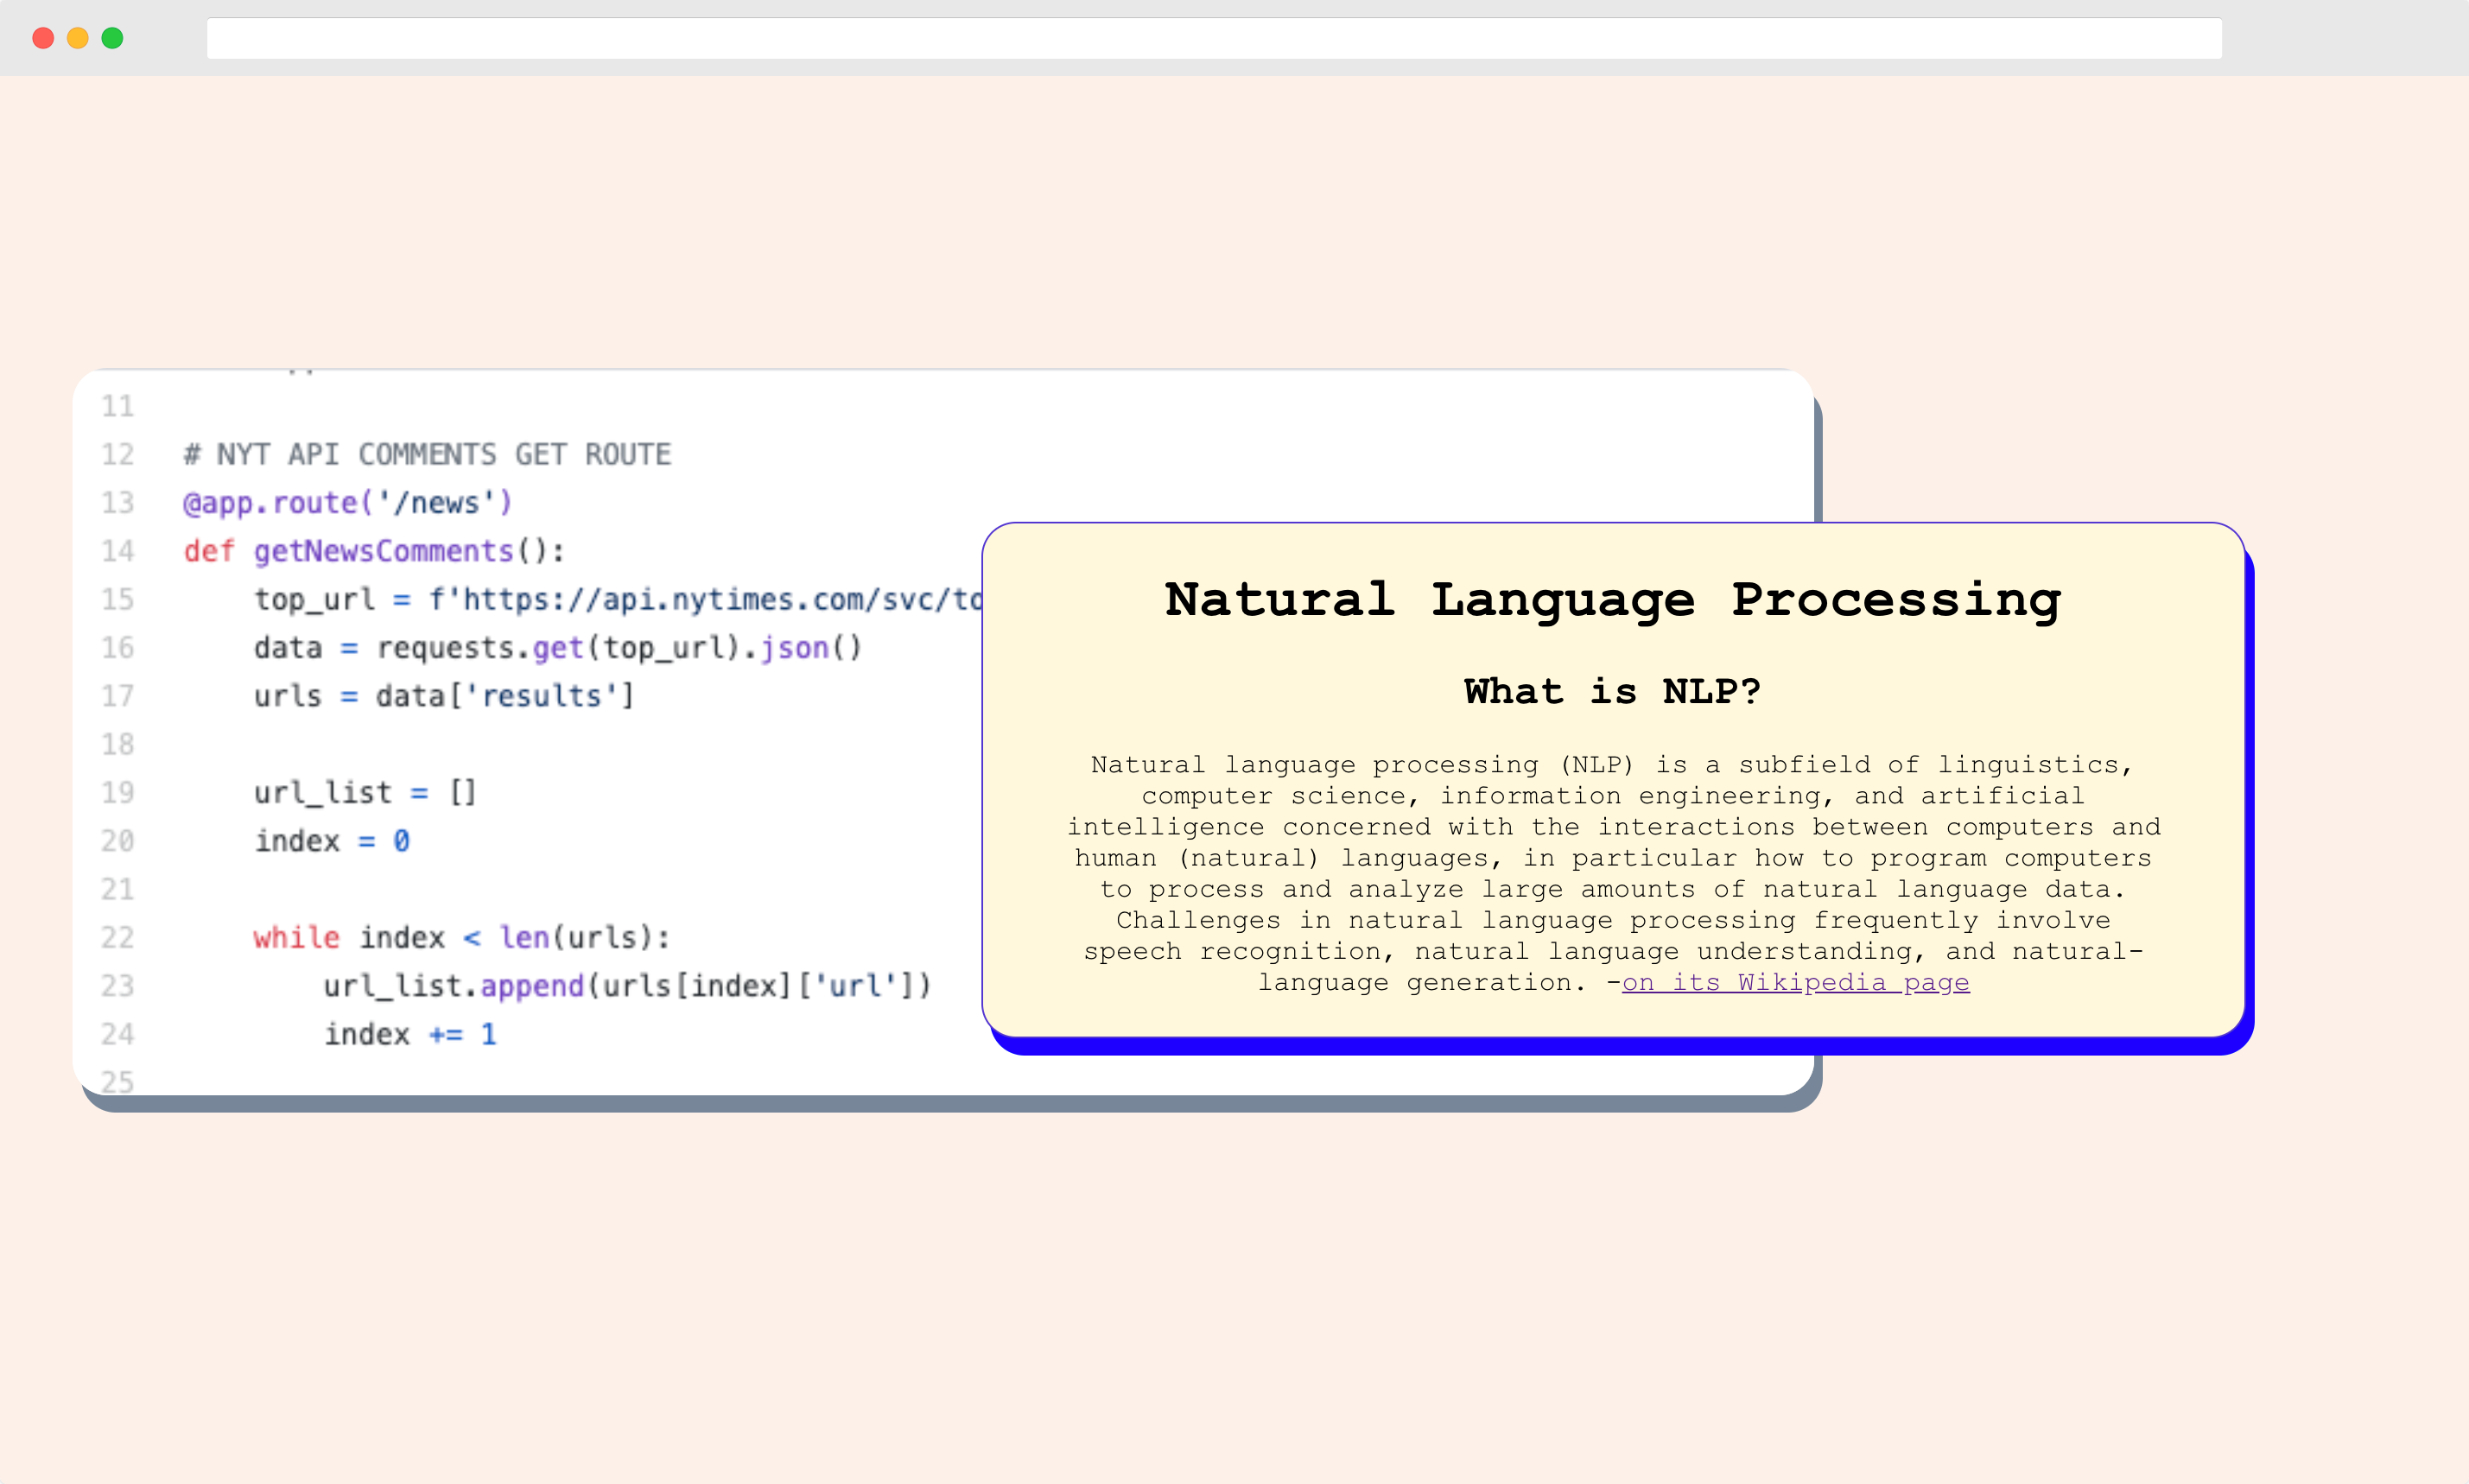 11
12 # NYT API COMMENTS GET ROUTE
13 @app.route('/news')
14 def getNewsComments():
15 top_url = f'https://api.nytimes.com/svc/to
16 data = requests.get(top_url).json()
17 urls = data['results']
18
19 url_list = []
20 index = 0
21
22 while index < len(urls):
23 url_list.append(urls[index]['url'])
24 index += 1
25
Natural Language Processing
What is NLP?
Natural language processing (NLP) is a subfield of linguistics,
computer science, information engineering, and artificial
intelligence concerned with the interactions between computers and
human (natural) languages, in particular how to program computers
to process and analyze large amounts of natural language data.
Challenges in natural language processing frequently involve
speech recognition, natural language understanding, and natural-
language generation. -on its Wikipedia page